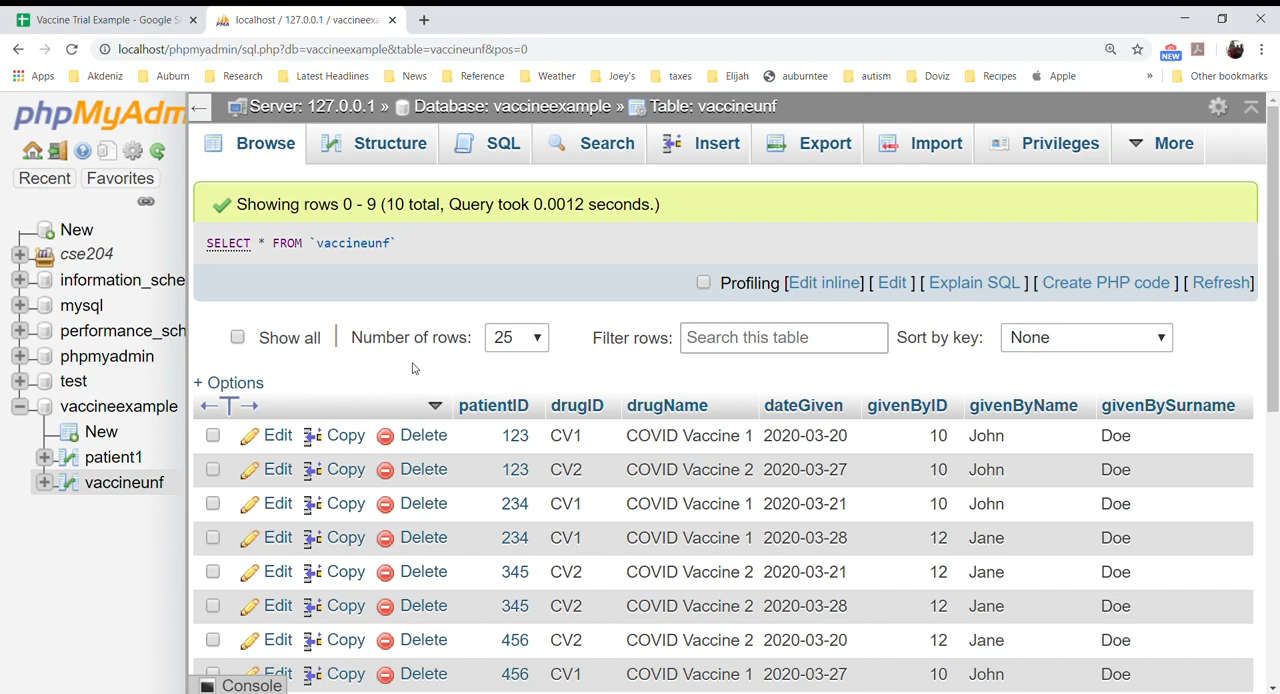 Vaccine Trial Example - Google S
localhost / 127.0.0.1 / vaccineexa
localhost/phpmyadmin/sql.php?db=vaccineexample&table=vaccineunf&pos=0
NEW
Apps Akdeniz Auburn Research Latest Headlines News Reference Weather Joey's taxes Elijah auburntee autism Doviz Recipes Apple » Other bookmarks
phpMyAdm
Recent Favorites
New
cse204
information_sche
mysql
performance_sch
phpmyadmin
test
vaccineexample
New
patient1
vaccineunf
Server: 127.0.0.1 » Database: vaccineexample » Table: vaccineunf
Browse Structure SQL Search Insert Export Import Privileges More
Showing rows 0 - 9 (10 total, Query took 0.0012 seconds.)
SELECT * FROM `vaccineunf`
Profiling [Edit inline] [ Edit ] [ Explain SQL ] [ Create PHP code ] [ Refresh]
Show all Number of rows: 25 Filter rows: Search this table Sort by key: None
+ Options
patientID drugID drugName dateGiven givenByID givenByName givenBySurname
Edit Copy Delete 123 CV1 COVID Vaccine 1 2020-03-20 10 John Doe
Edit Copy Delete 123 CV2 COVID Vaccine 2 2020-03-27 10 John Doe
Edit Copy Delete 234 CV1 COVID Vaccine 1 2020-03-21 10 John Doe
Edit Copy Delete 234 CV1 COVID Vaccine 1 2020-03-28 12 Jane Doe
Edit Copy Delete 345 CV2 COVID Vaccine 2 2020-03-21 12 Jane Doe
Edit Copy Delete 345 CV2 COVID Vaccine 2 2020-03-28 12 Jane Doe
Edit Copy Delete 456 CV2 COVID Vaccine 2 2020-03-20 12 Jane Doe
Edit Copy Delete 456 CV1 COVID Vaccine 1 2020-03-27 10 John Doe
Console